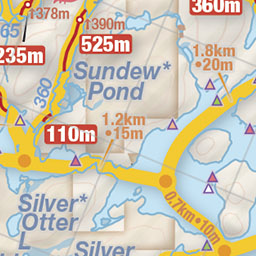 ↑378m
↑390m
360m
65
525m
235m
1.8km
•20m
Sundew*
Pond
360
1.2km
•15m
110m
0.7km•10m
Silver*
Otter
L
Silver